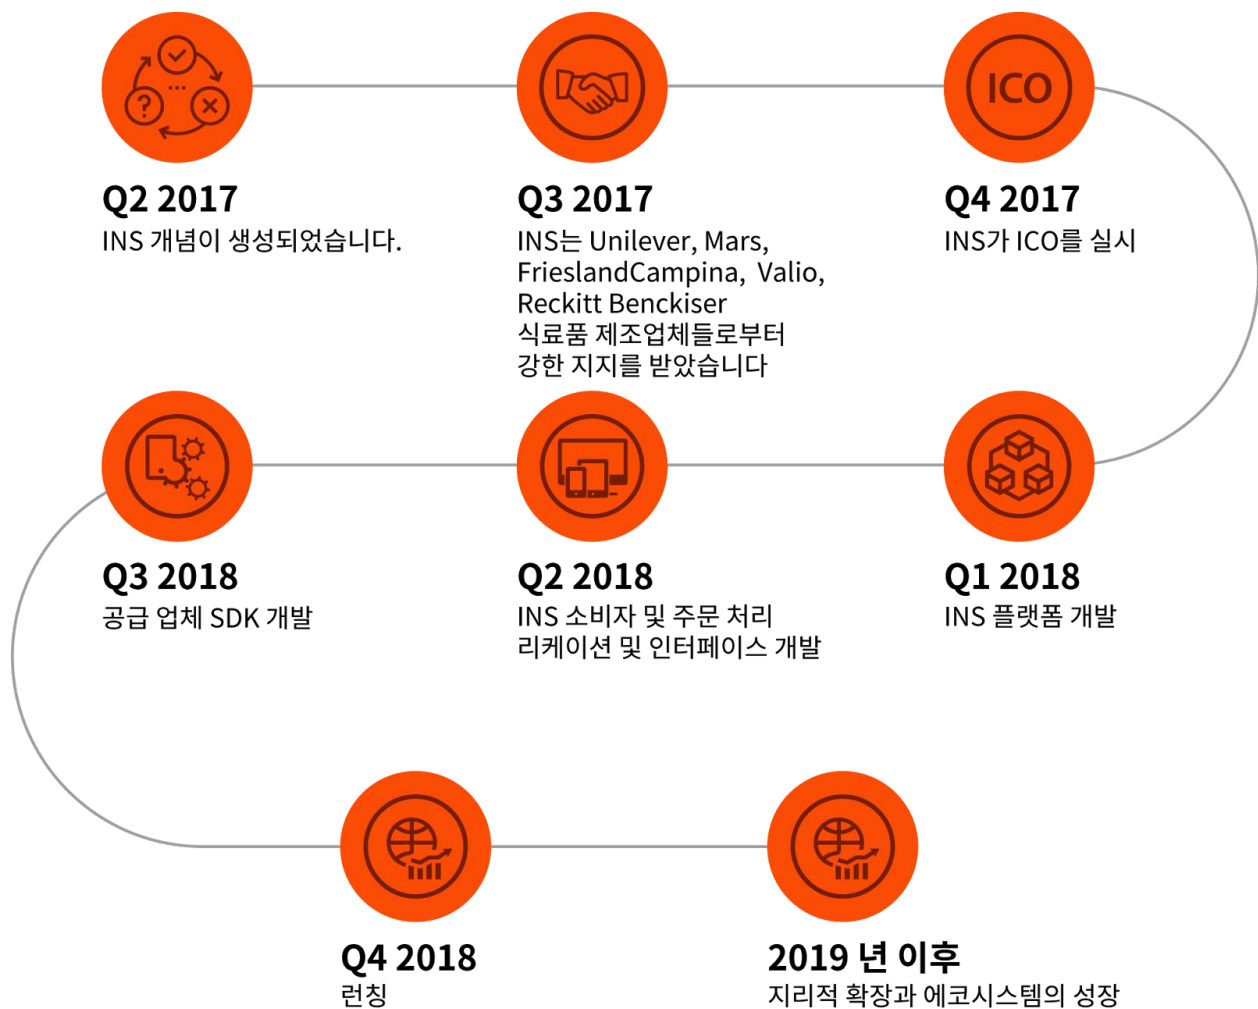 ICO
Q2 2017
INS 개념이 생성되었습니다.
Q3 2017
INS는 Unilever, Mars,
FrieslandCampina, Valio,
Reckitt Benckiser
식료품 제조업체들로부터
강한 지지를 받았습니다
Q4 2017
INS가 ICO를 실시
Q1 2018
INS 플랫폼 개발
Q2 2018
INS 소비자 및 주문 처리
리케이션 및 인터페이스 개발
Q3 2018
공급 업체 SDK 개발
Q4 2018
런칭
2019 년 이후
지리적 확장과 에코시스템의 성장